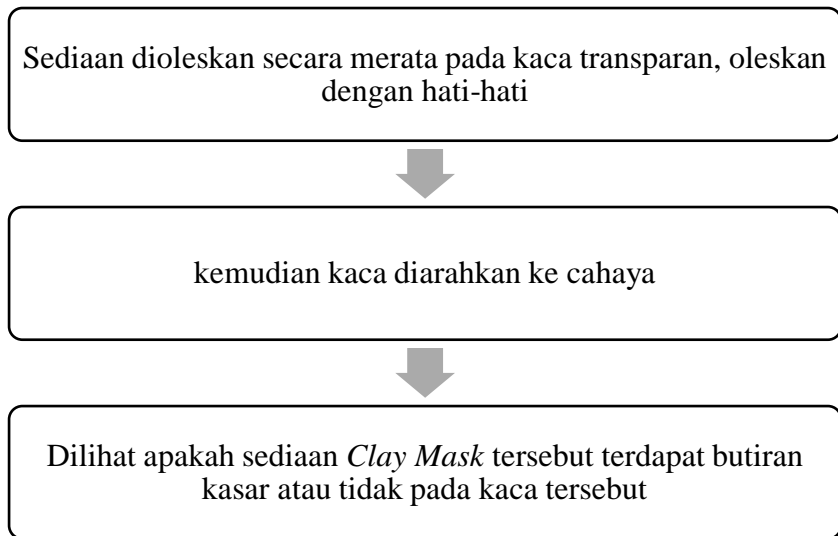 Sediaan dioleskan secara merata pada kaca transparan, oleskan
dengan hati-hati
kemudian kaca diarahkan ke cahaya
Dilihat apakah sediaan Clay Mask tersebut terdapat butiran
kasar atau tidak pada kaca tersebut